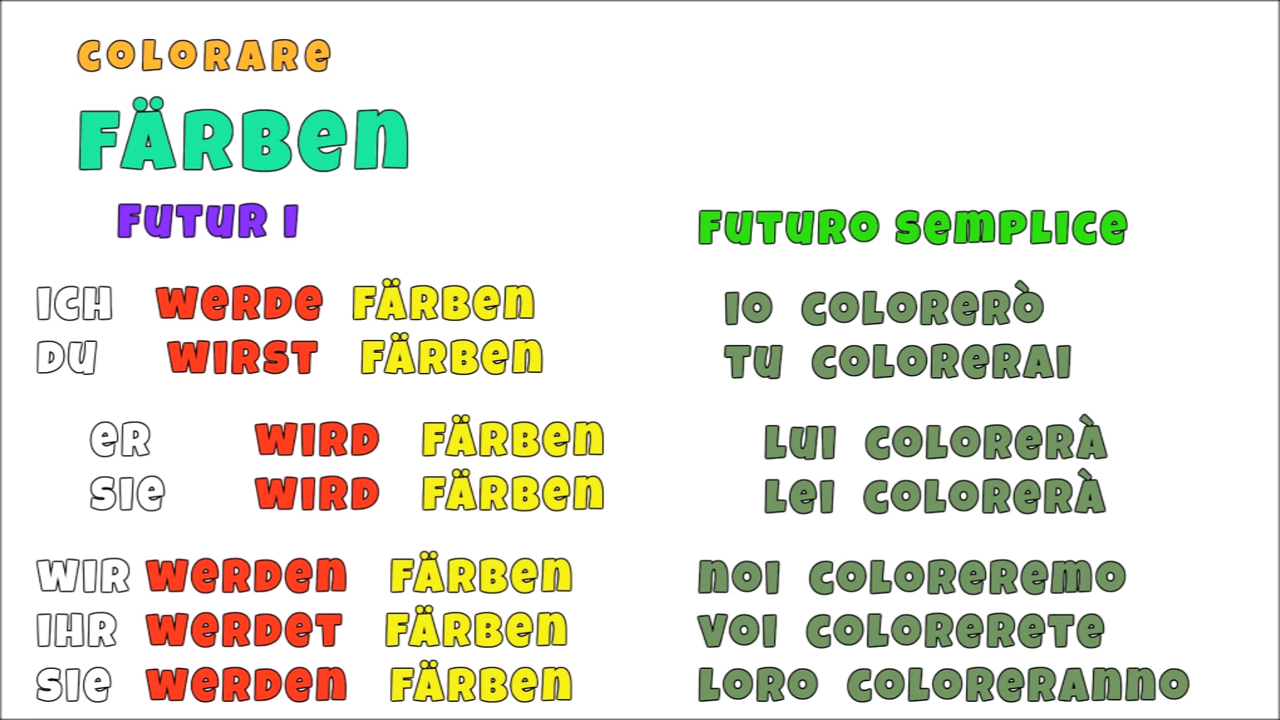 COLORARE
FÄRBEN
FUTUR I
FUTURO SEMPLICE
ICH WERDE FÄRBEN
IO COLORERÒ
DU WIRST FÄRBEN
TU COLORERAI
ER WIRD FÄRBEN
LUI COLORERÀ
SIE WIRD FÄRBEN
LEI COLORERÀ
WIR WERDEN FÄRBEN
NOI COLOREREMO
IHR WERDET FÄRBEN
VOI COLORERETE
SIE WERDEN FÄRBEN
LORO COLORERANNO